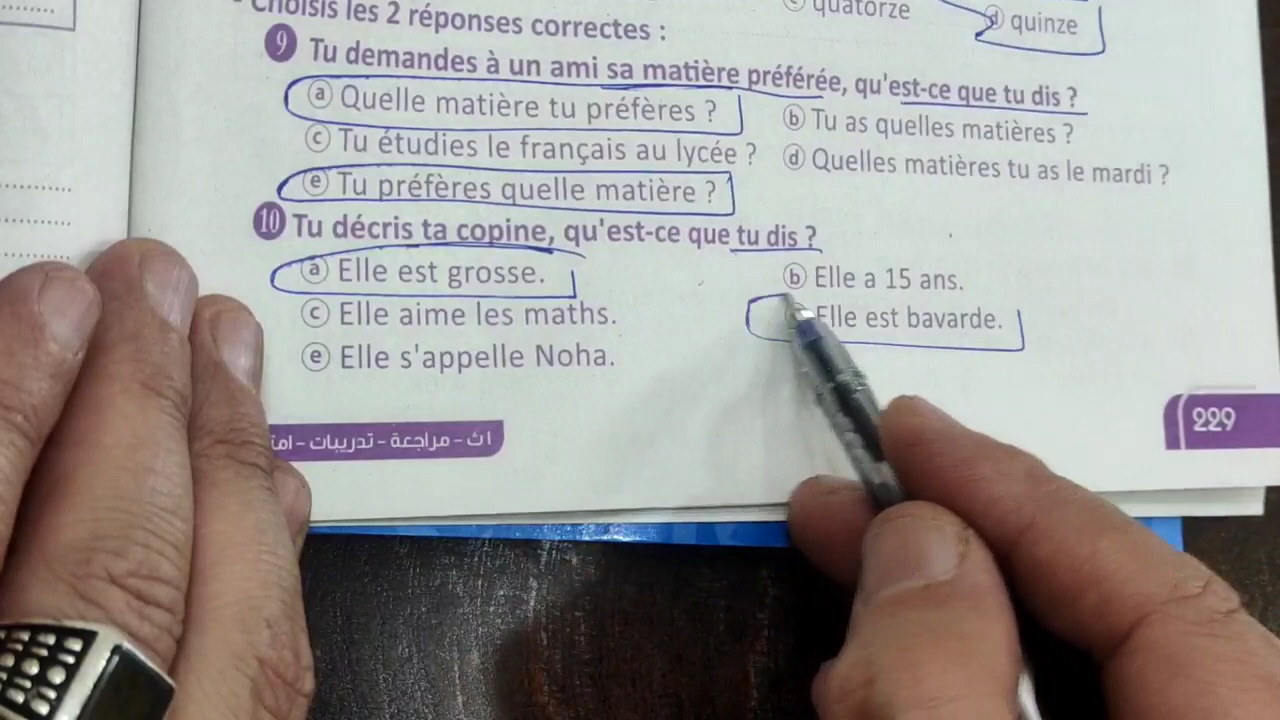 Choisis les 2 réponses correctes :
c quatorze
d quinze
9 Tu demandes à un ami sa matière préférée, qu'est-ce que tu dis ?
a Quelle matière tu préfères ?
b Tu as quelles matières ?
c Tu étudies le français au lycée ?
d Quelles matières tu as le mardi ?
e Tu préfères quelle matière ?
10 Tu décris ta copine, qu'est-ce que tu dis ?
a Elle est grosse.
b Elle a 15 ans.
c Elle aime les maths.
Elle est bavarde.
e Elle s'appelle Noha.
١ث - مراجعة - تدريبات -
229